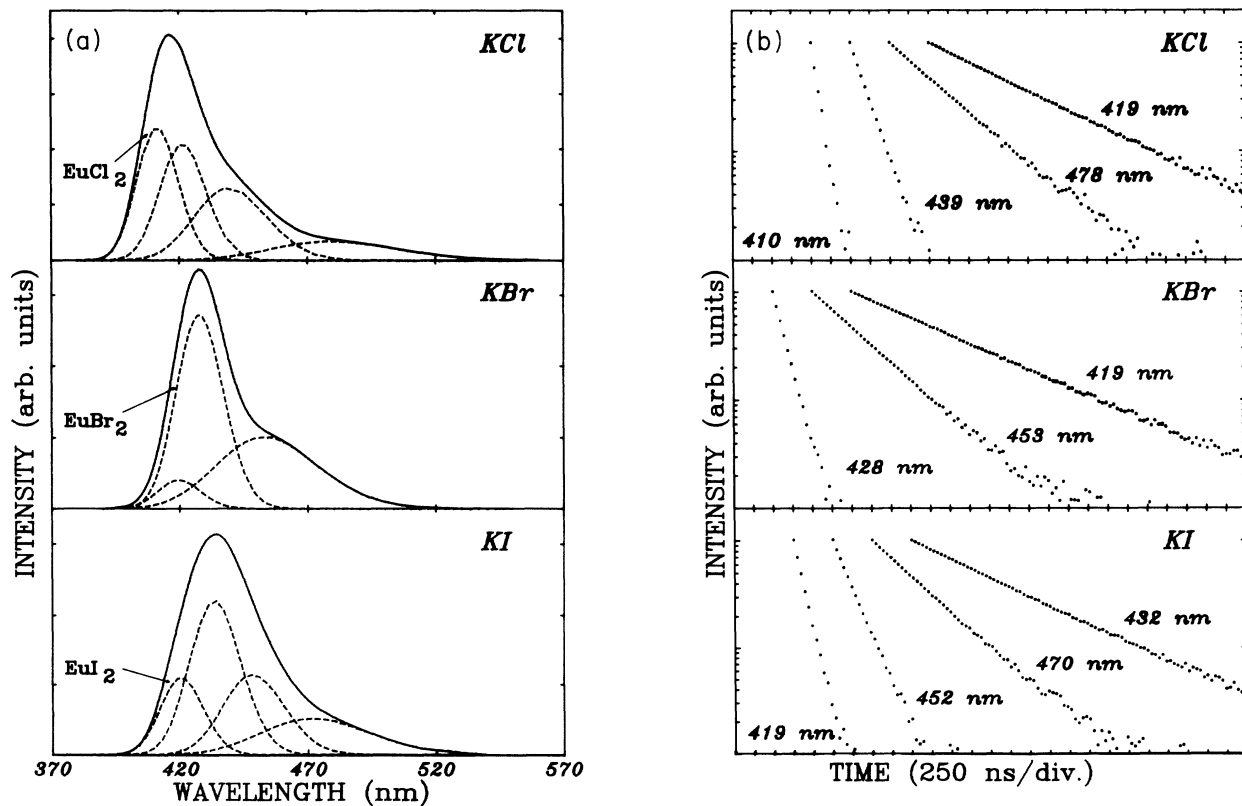 (a)
KCl
EuCl2
KBr
EuBr2
KI
EuI2
INTENSITY (arb. units)
370 420 470 520 570
WAVELENGTH (nm)
(b)
KCl
419 nm
478 nm
439 nm
410 nm
KBr
419 nm
453 nm
428 nm
KI
432 nm
470 nm
452 nm
419 nm
INTENSITY (arb. units)
TIME (250 ns/div.)